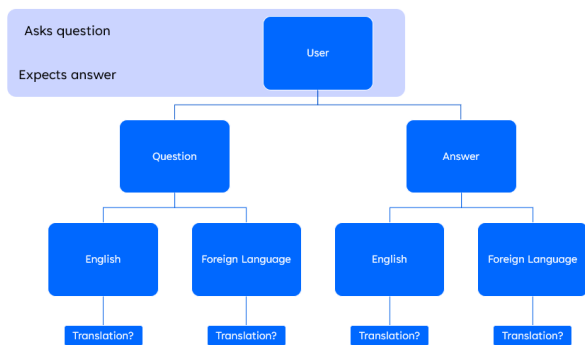 Asks question
User
Expects answer
Question
Answer
English
Foreign Language
English
Foreign Language
Translation?
Translation?
Translation?
Translation?